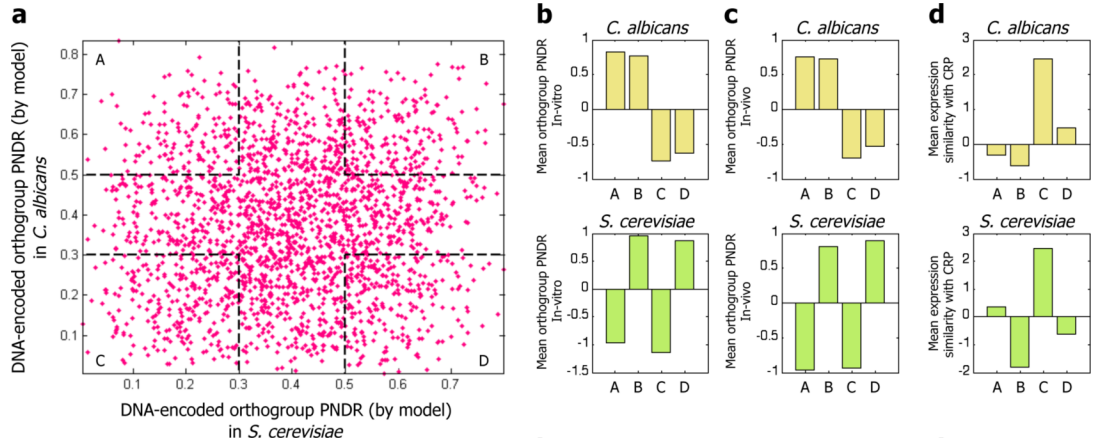 a
DNA-encoded orthogroup PNDR (by model)
in C. albicans
0.8
0.7
0.6
0.5
0.4
0.3
0.2
0.1
A
B
C
D
0.1 0.2 0.3 0.4 0.5 0.6 0.7
DNA-encoded orthogroup PNDR (by model)
in S. cerevisiae
b
C. albicans
Mean orthogroup PNDR
In-vitro
1
0.5
0
-0.5
-1
A B C D
S. cerevisiae
Mean orthogroup PNDR
In-vitro
1
0.5
0
-0.5
-1
-1.5
A B C D
c
C. albicans
Mean orthogroup PNDR
In-vivo
1
0.5
0
-0.5
-1
A B C D
S. cerevisiae
Mean orthogroup PNDR
In-vivo
1
0.5
0
-0.5
-1
A B C D
d
C. albicans
Mean expression
similarity with CRP
3
2
1
0
-1
A B C D
S. cerevisiae
Mean expression
similarity with CRP
3
2
1
0
-1
-2
A B C D